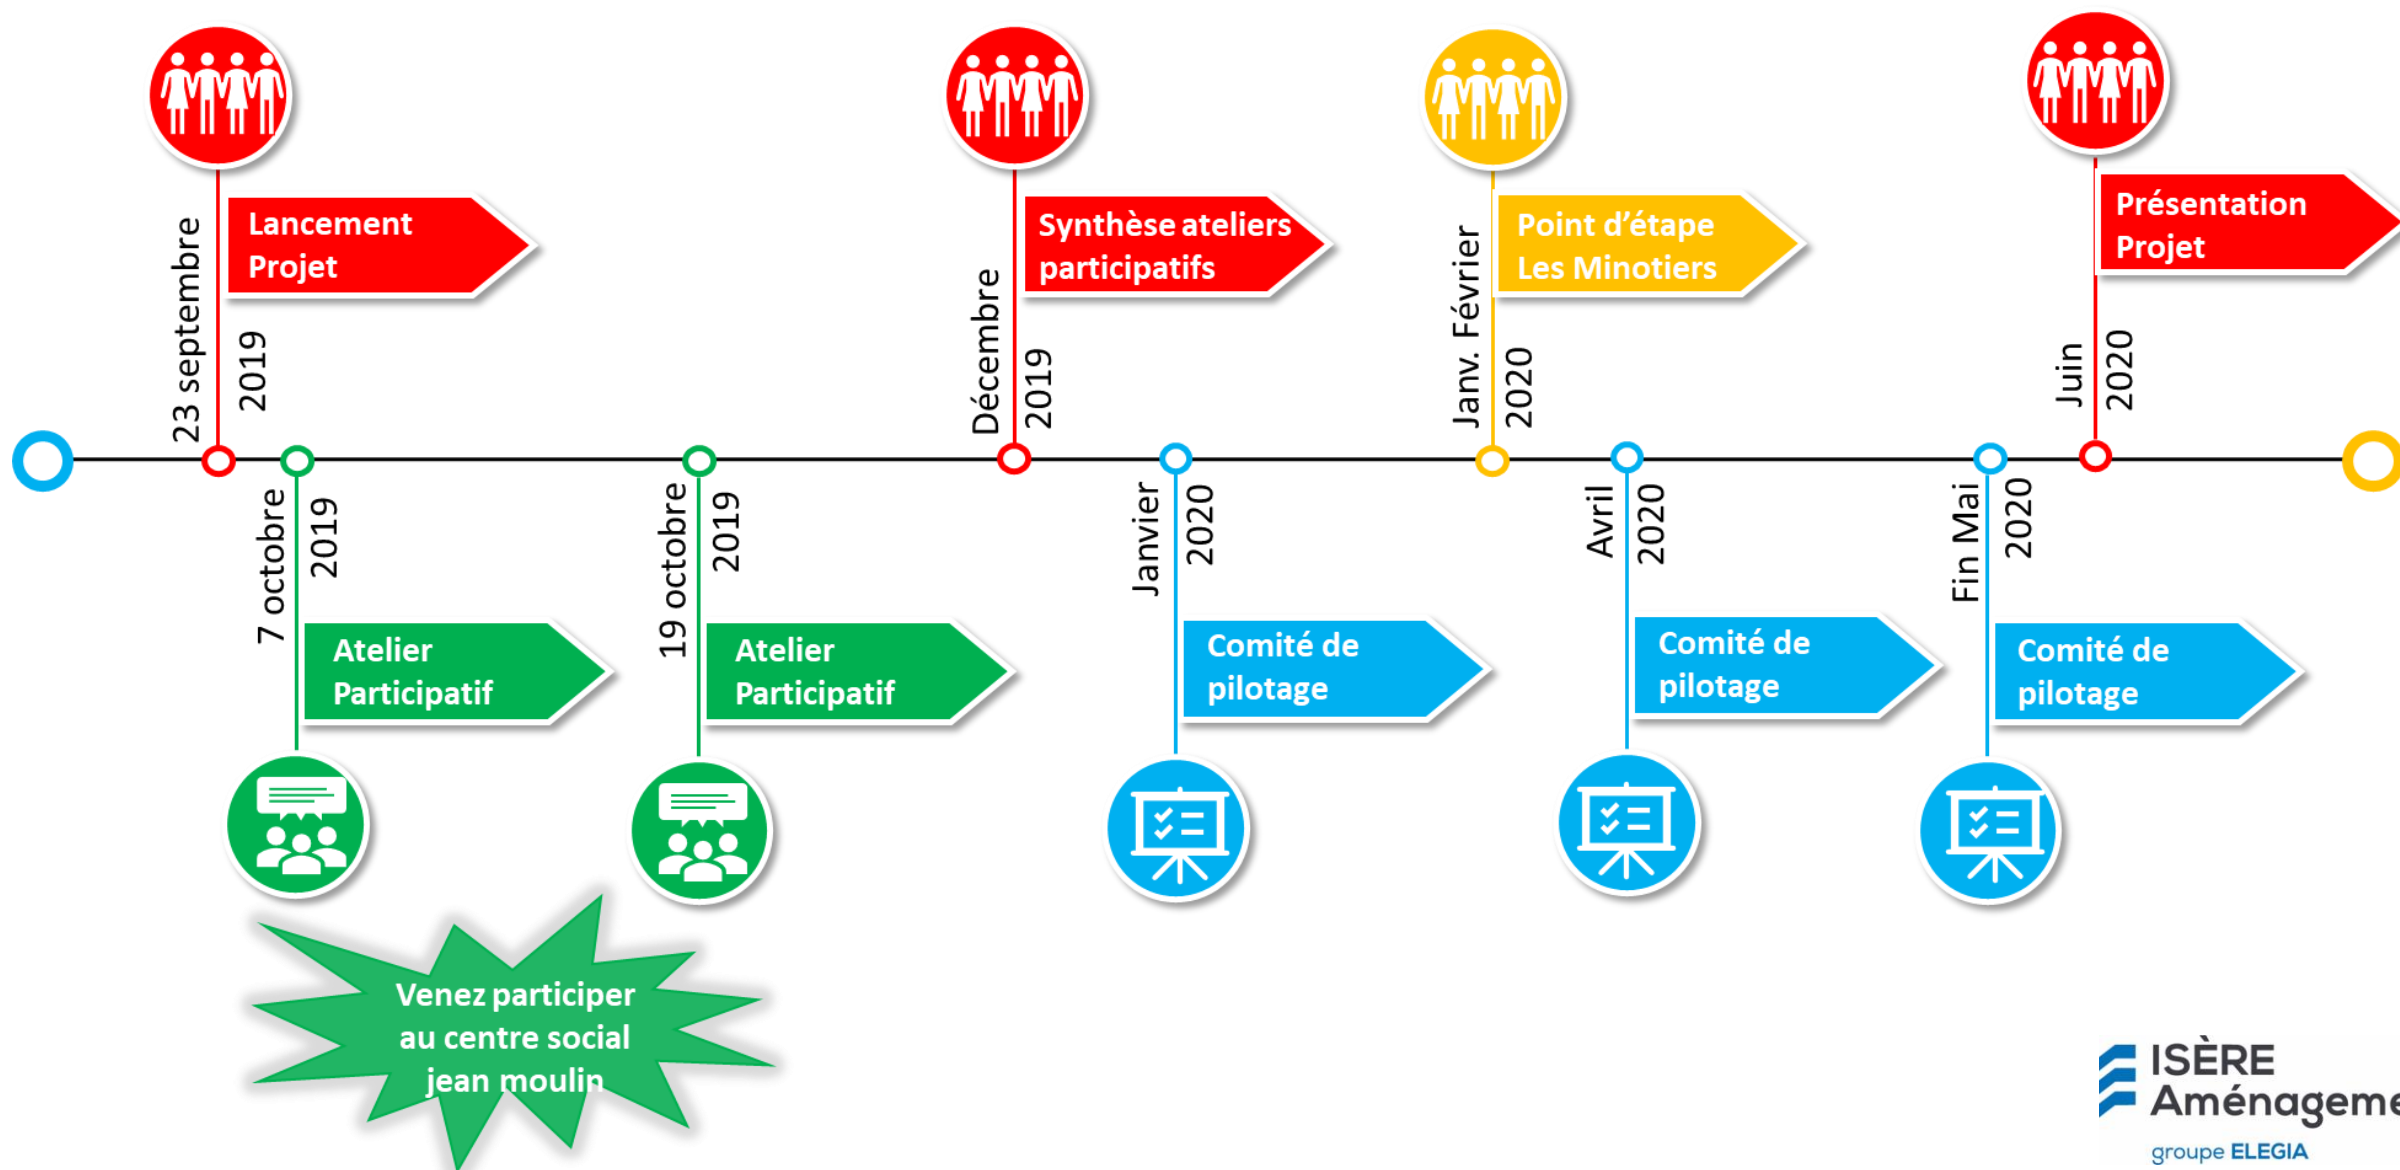 23 septembre
2019
Lancement
Projet
Décembre
2019
Synthèse ateliers
participatifs
Janv. Février
2020
Point d'étape
Les Minotiers
Juin
2020
Présentation
Projet
7 octobre
2019
Atelier
Participatif
19 octobre
2019
Atelier
Participatif
Janvier
2020
Comité de
pilotage
Avril
2020
Comité de
pilotage
Fin Mai
2020
Comité de
pilotage
Venez participer
au centre social
jean moulin
ISÈRE
Aménageme
groupe ELEGIA